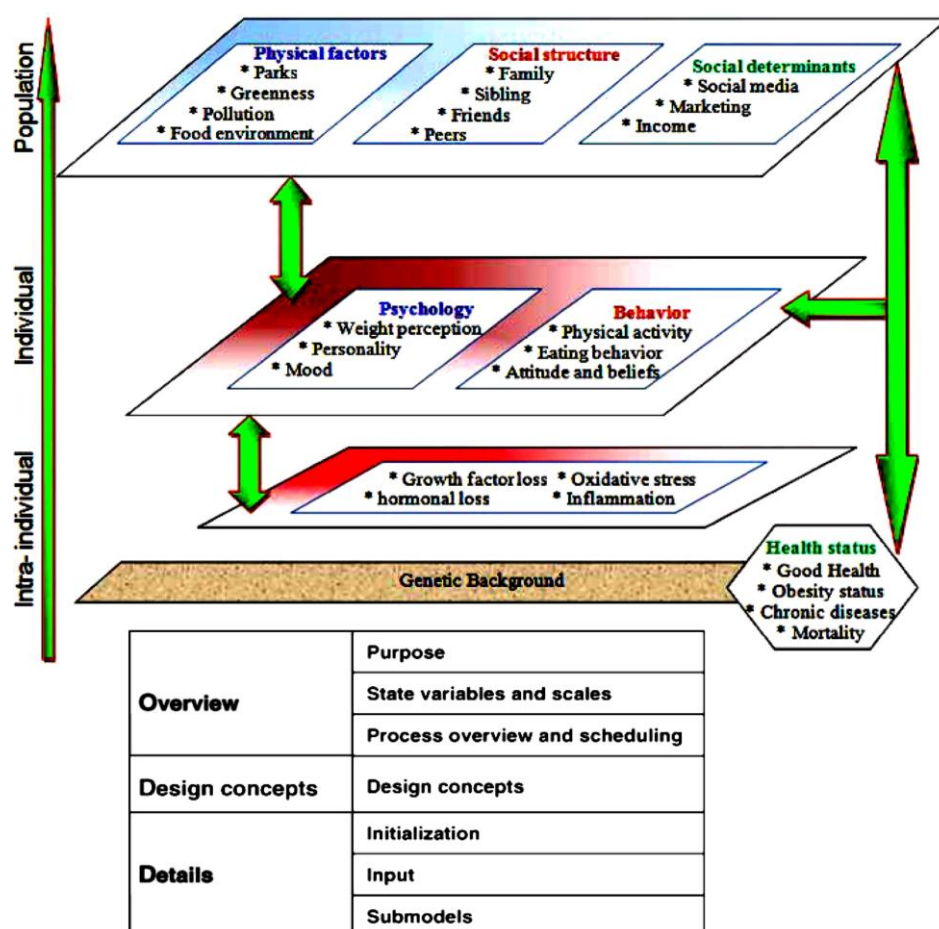 Population
Physical factors
* Parks
* Greenness
* Pollution
* Food environment
Social structure
* Family
* Sibling
* Friends
* Peers
Social determinants
* Social media
* Marketing
* Income
Individual
Psychology
* Weight perception
* Personality
* Mood
Behavior
* Physical activity
* Eating behavior
* Attitude and beliefs
Intra- individual
* Growth factor loss * Oxidative stress
* hormonal loss * Inflammation
Genetic Background
Health status
* Good Health
* Obesity status
* Chronic diseases
* Mortality
Overview
Purpose
State variables and scales
Process overview and scheduling
Design concepts
Design concepts
Details
Initialization
Input
Submodels